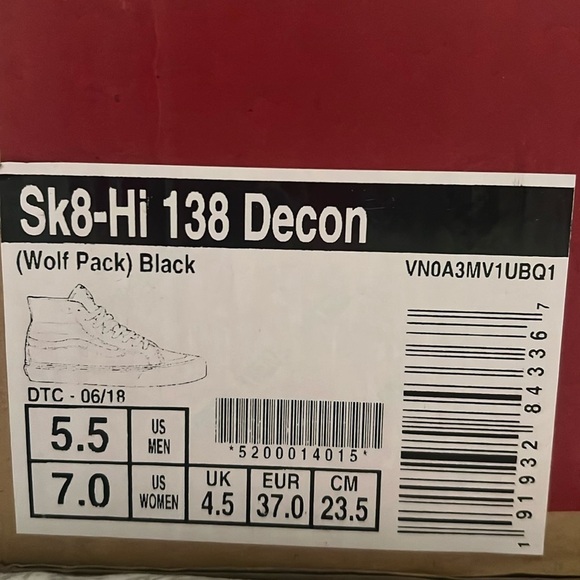 Sk8-Hi 138 Decon
(Wolf Pack) Black VN0A3MV1UBQ1
DTC - 06/18
5.5 US MEN
7.0 US WOMEN
UK 4.5
EUR 37.0
CM 23.5
*5200014015*
1 91932 84336 7